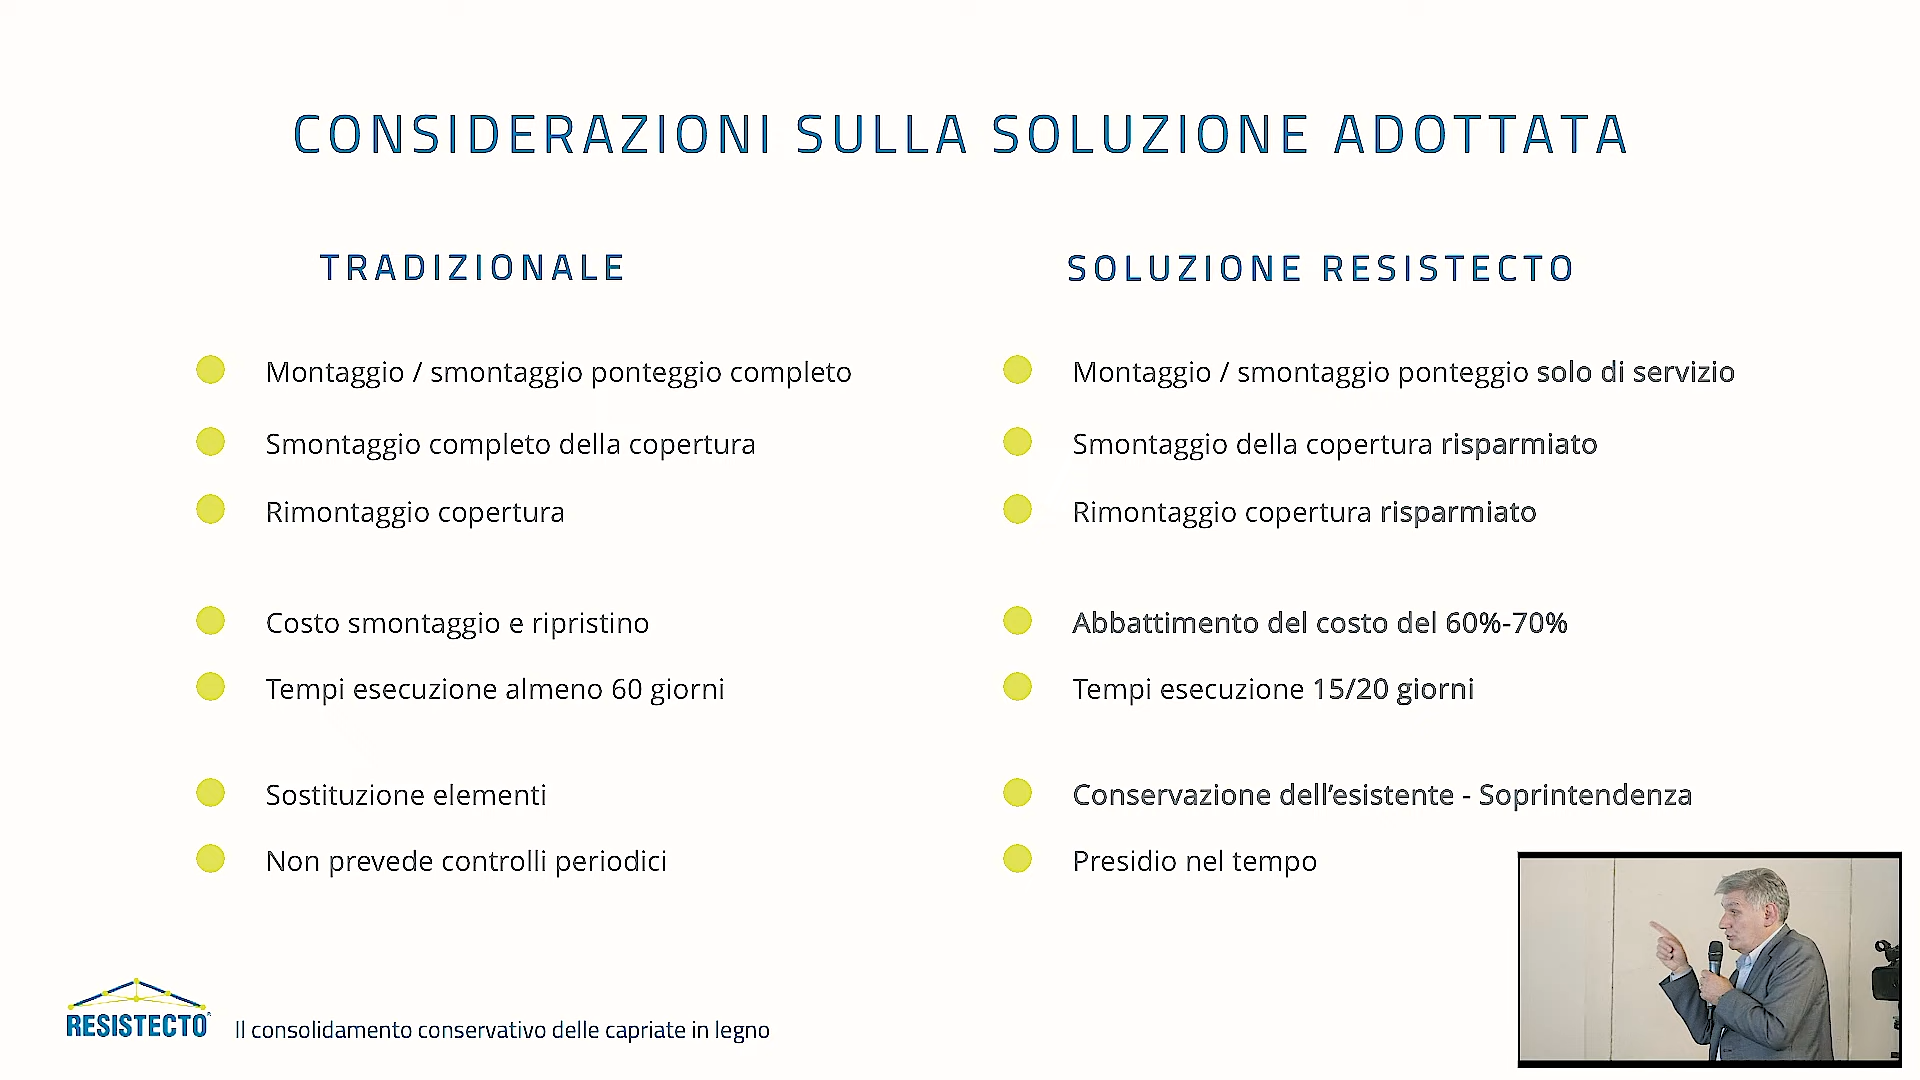 CONSIDERAZIONI SULLA SOLUZIONE ADOTTATA
TRADIZIONALE
Montaggio / smontaggio ponteggio completo
Smontaggio completo della copertura
Rimontaggio copertura
Costo smontaggio e ripristino
Tempi esecuzione almeno 60 giorni
Sostituzione elementi
Non prevede controlli periodici
SOLUZIONE RESISTECTO
Montaggio / smontaggio ponteggio solo di servizio
Smontaggio della copertura risparmiato
Rimontaggio copertura risparmiato
Abbattimento del costo del 60%-70%
Tempi esecuzione 15/20 giorni
Conservazione dell’esistente - Soprintendenza
Presidio nel tempo
RESISTECTO
Il consolidamento conservativo delle capriate in legno